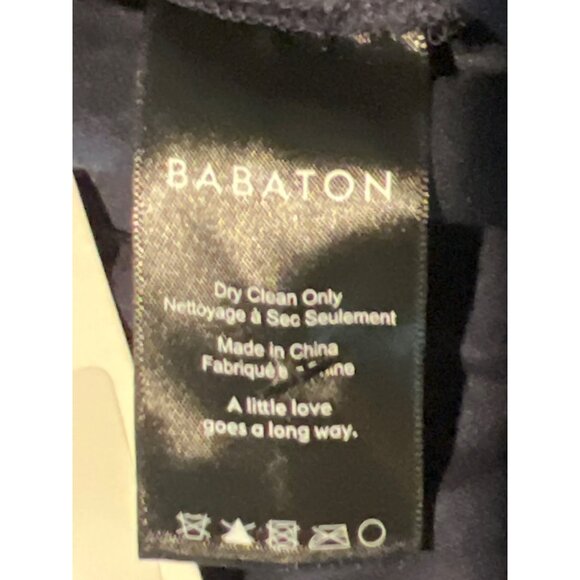 BABATON
Dry Clean Only
Nettoyage à Sec Seulement
Made in China
Fabriqué
A little love
goes a long way.